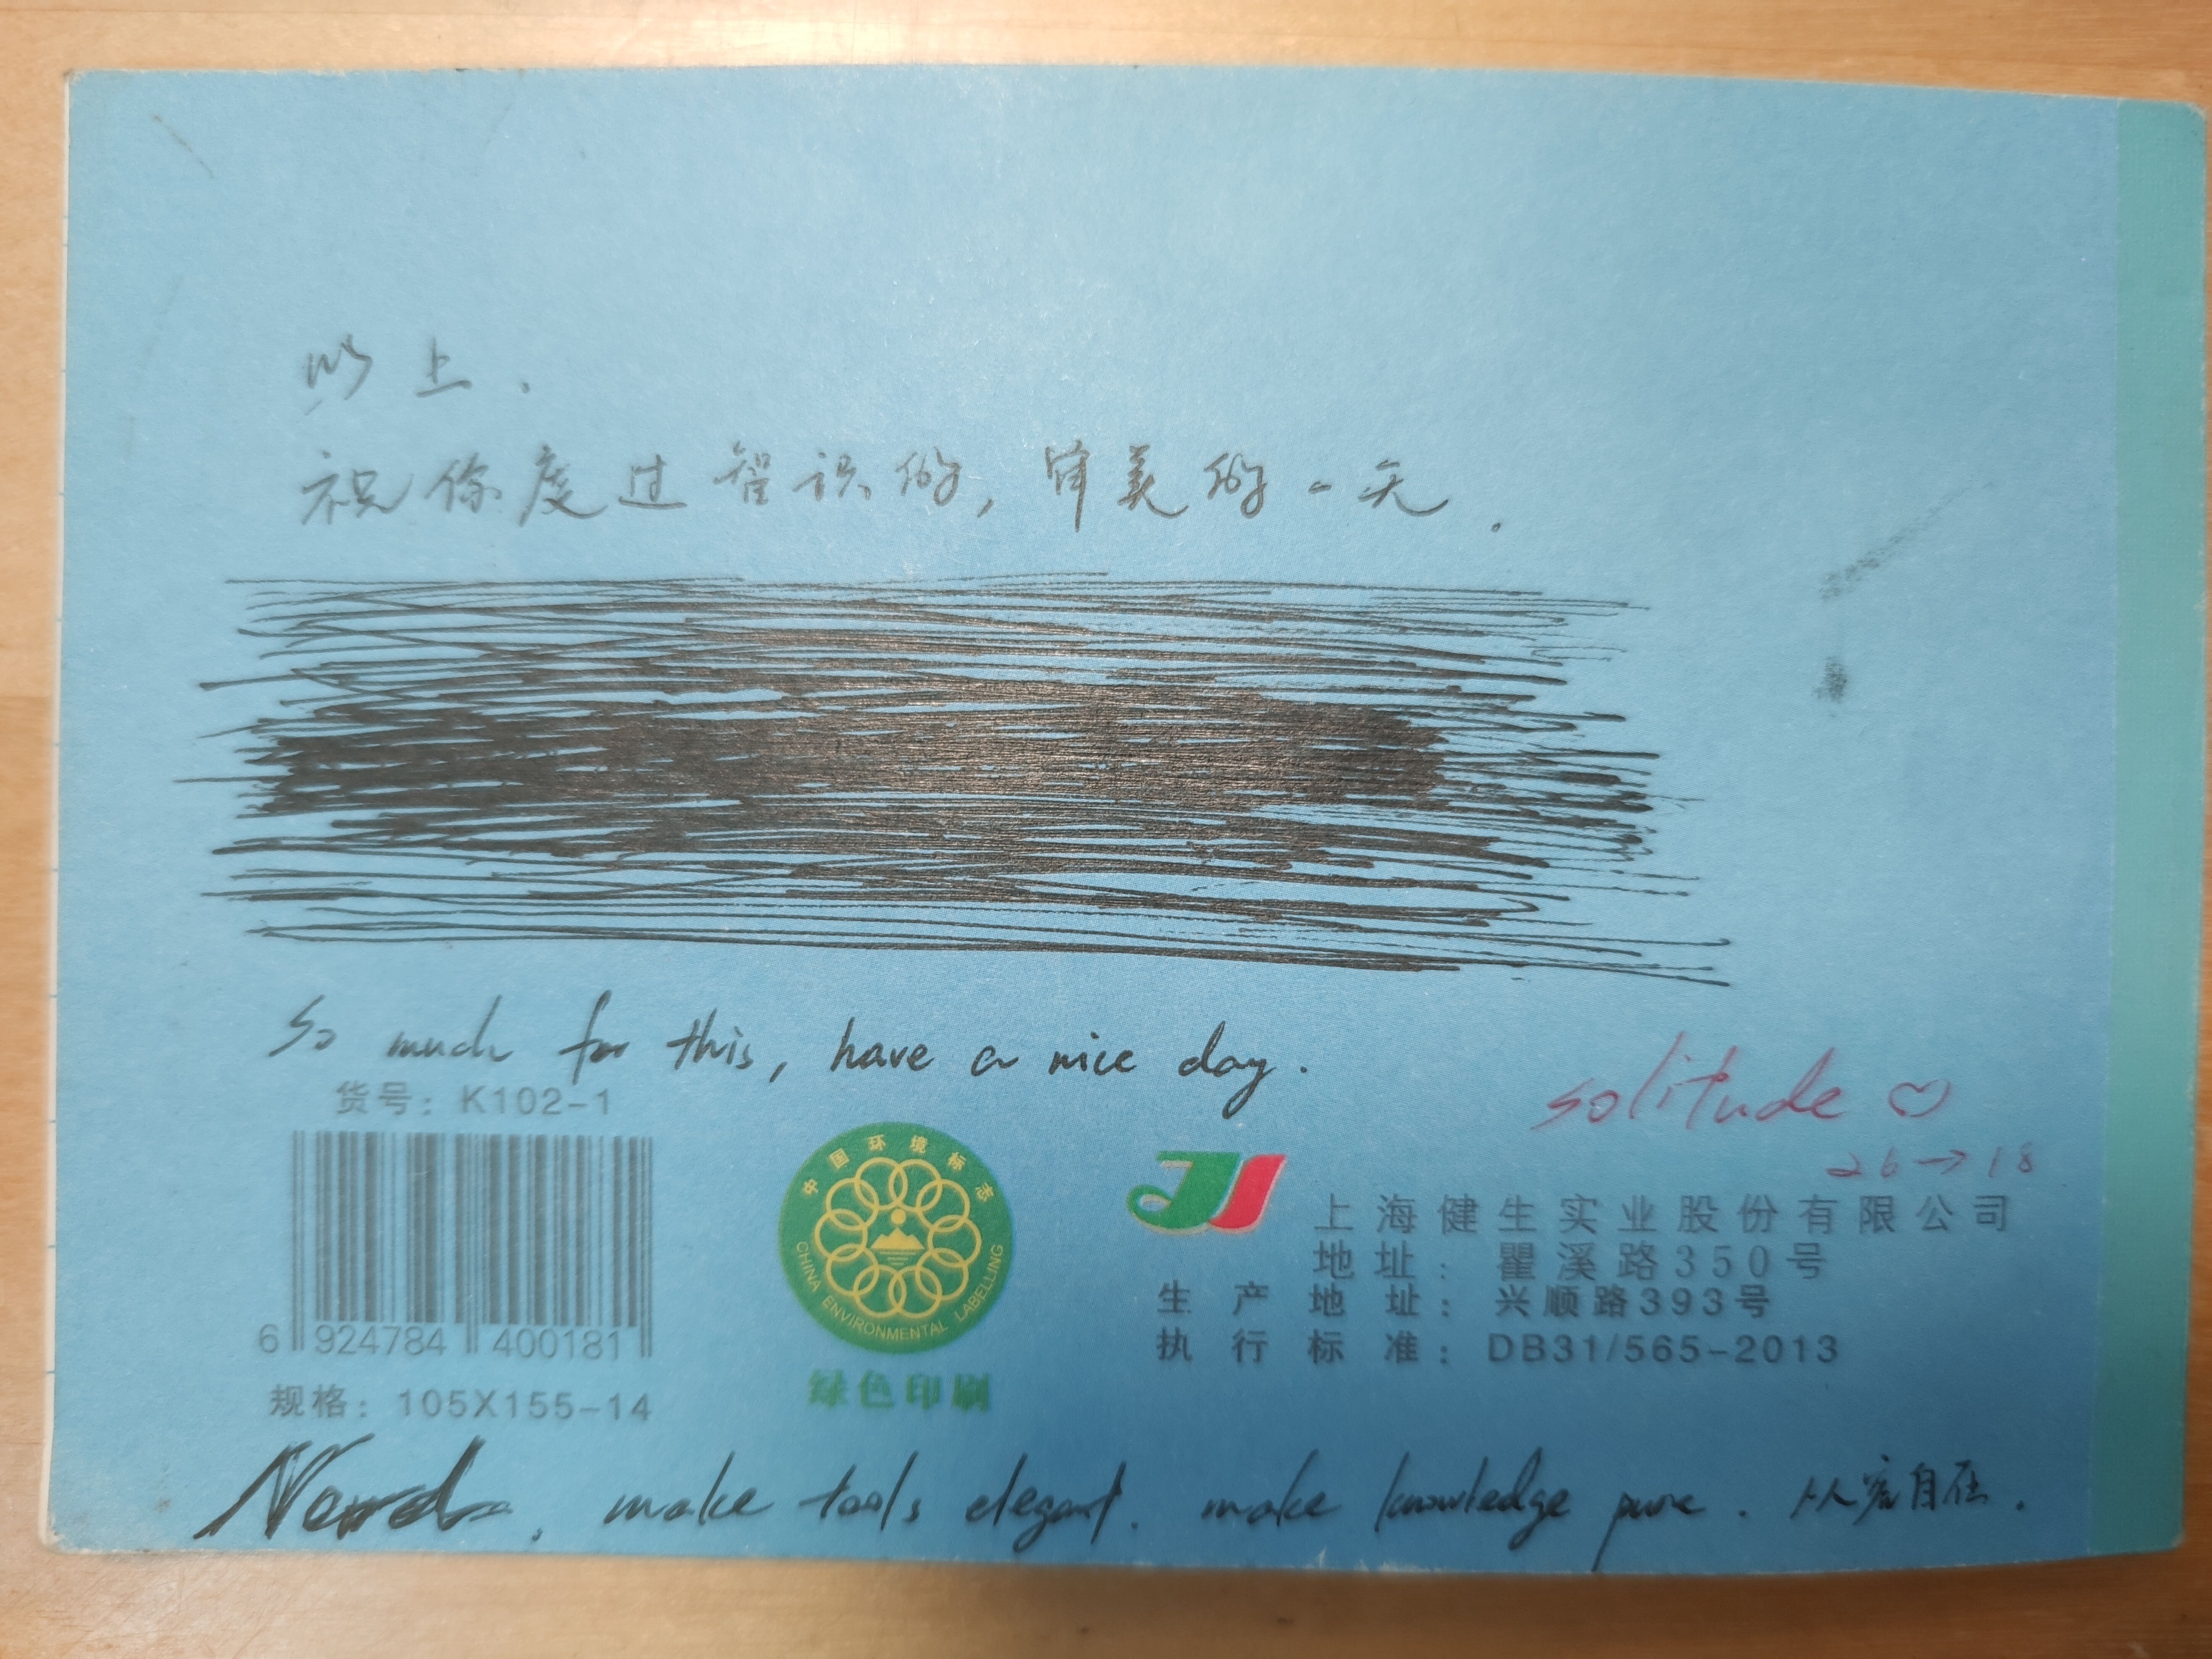 以上.
祝你度过智识的,审美的一天.
So much for this, have a nice day.
solitude ♡
26→18
货号: K102-1
6 924784 400181
规格: 105X155-14
中国环境标志
CHINA ENVIRONMENTAL LABELLING
绿色印刷
上海健生实业股份有限公司
地址: 瞿溪路350号
生产地址: 兴顺路393号
执行标准: DB31/565-2013
make tools elegant. make knowledge pure. 从容自在.